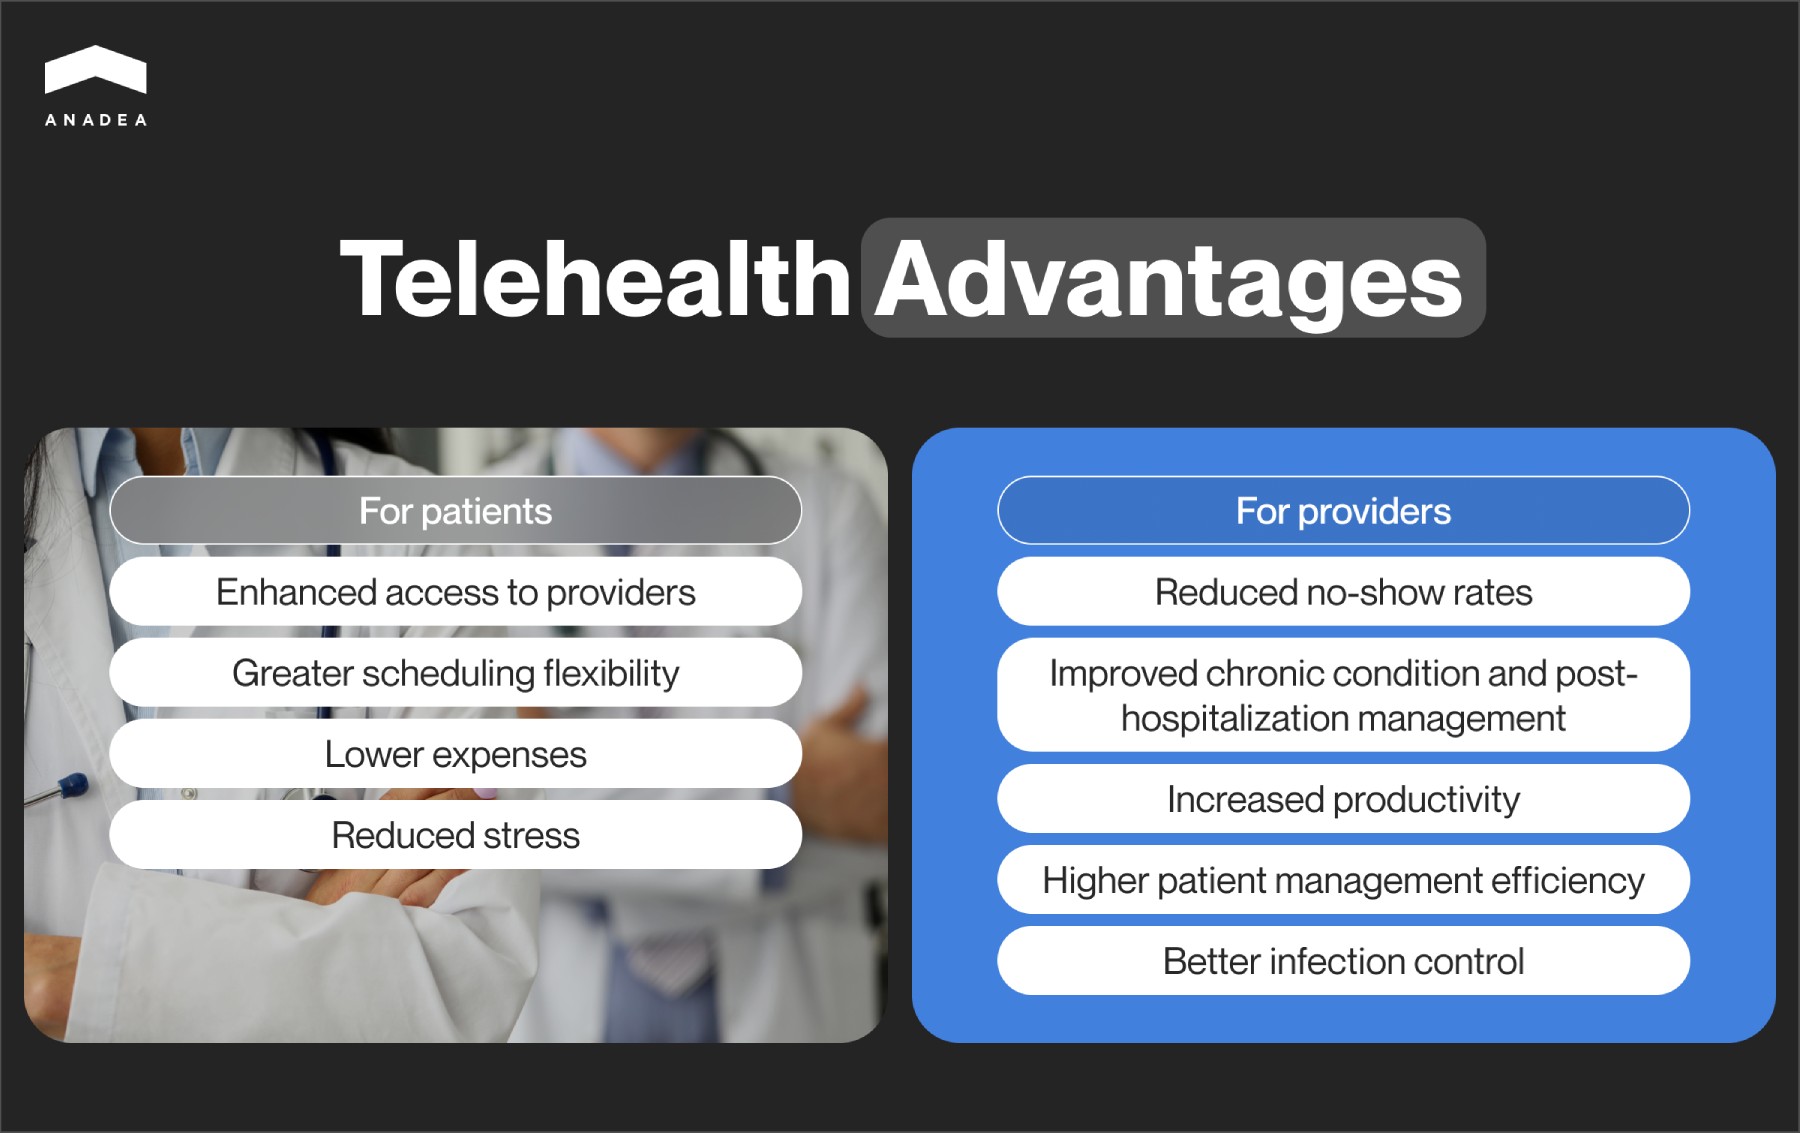 ANADEA
Telehealth Advantages
For patients
Enhanced access to providers
Greater scheduling flexibility
Lower expenses
Reduced stress
For providers
Reduced no-show rates
Improved chronic condition and post-
hospitalization management
Increased productivity
Higher patient management efficiency
Better infection control